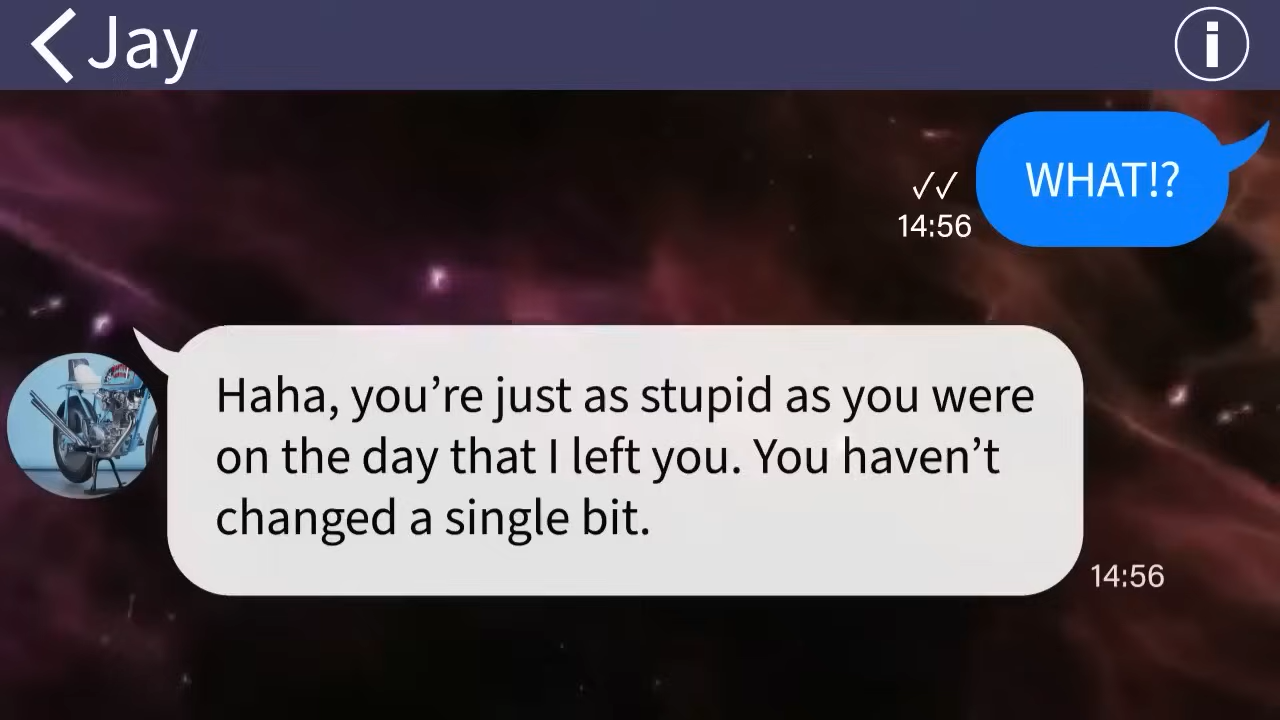 Jay
WHAT!?
14:56
Haha, you’re just as stupid as you were
on the day that I left you. You haven’t
changed a single bit.
14:56